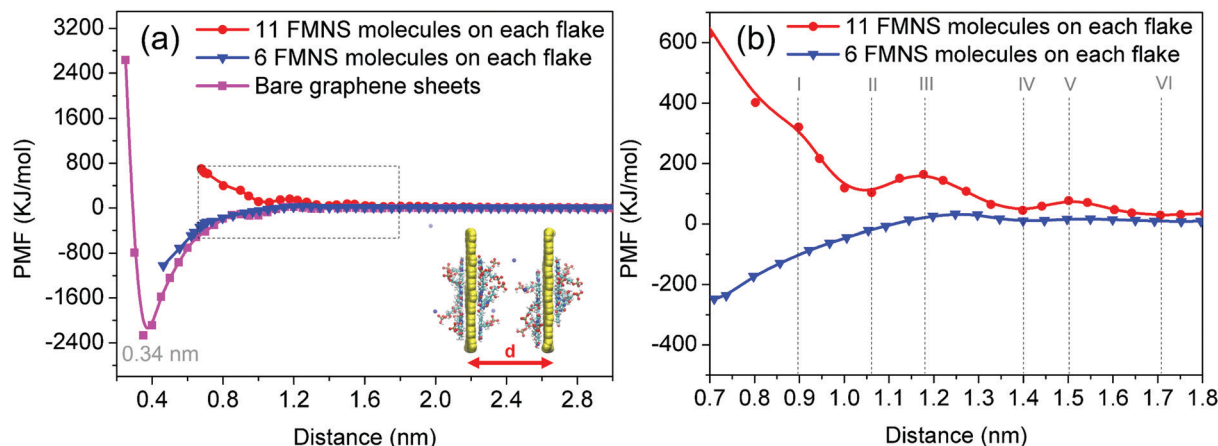 (a)
11 FMNS molecules on each flake
6 FMNS molecules on each flake
Bare graphene sheets
PMF (KJ/mol)
3200
2400
1600
800
0
-800
-1600
-2400
0.34 nm
d
0.4 0.8 1.2 1.6 2.0 2.4 2.8
Distance (nm)
(b)
11 FMNS molecules on each flake
6 FMNS molecules on each flake
I II III IV V VI
PMF (KJ/mol)
600
400
200
0
-200
-400
0.7 0.8 0.9 1.0 1.1 1.2 1.3 1.4 1.5 1.6 1.7 1.8
Distance (nm)